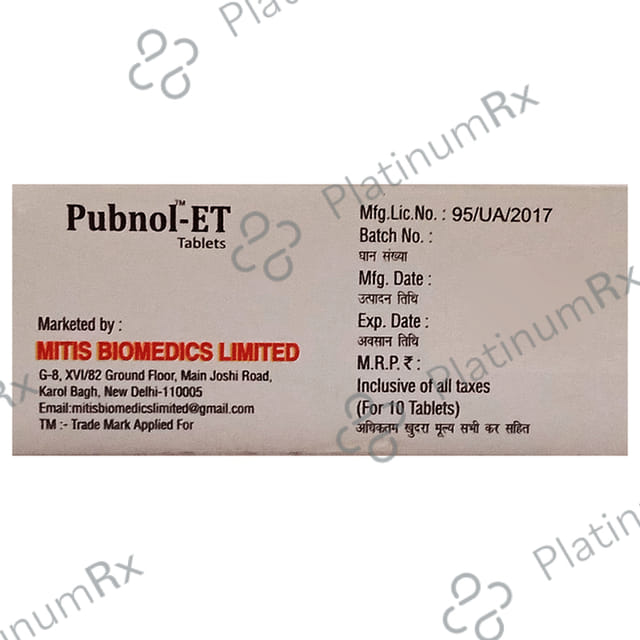 Pubnol™-ET
Tablets
Marketed by :
MITIS BIOMEDICS LIMITED
G-8, XVI/82 Ground Floor, Main Joshi Road,
Karol Bagh, New Delhi-110005
Email:mitisbiomedicslimited@gmail.com
TM :- Trade Mark Applied For
Mfg.Lic.No. : 95/UA/2017
Batch No. :
घान संख्या
Mfg. Date :
उत्पादन तिथि
Exp. Date :
अवसान तिथि
M.R.P. ₹ :
Inclusive of all taxes
(For 10 Tablets)
अधिकतम खुदरा मूल्य सभी कर सहित
PlatinumRx
PlatinumRx
PlatinumRx
PlatinumRx